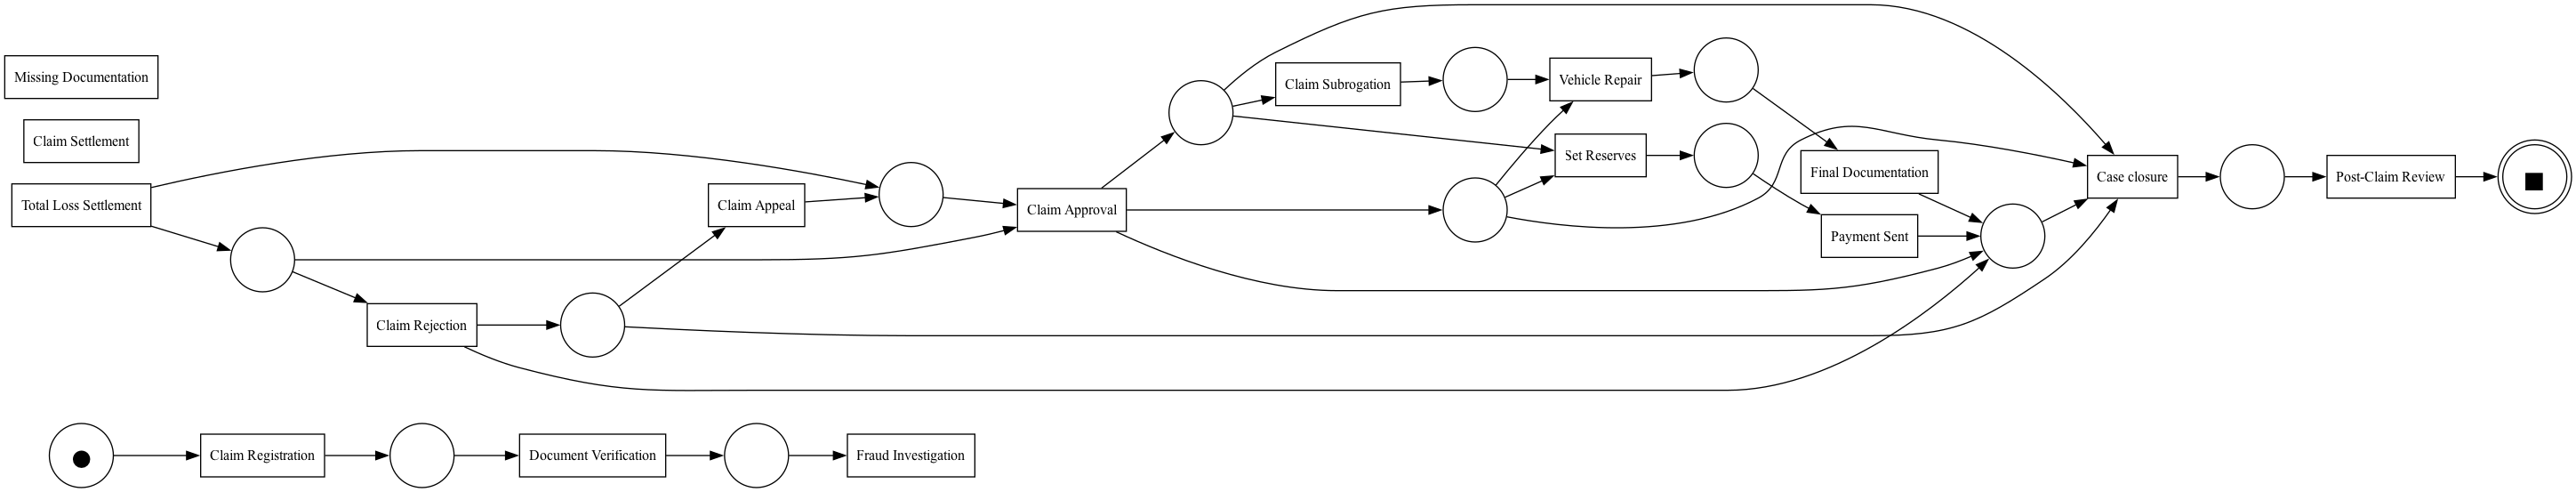 Missing Documentation
Claim Settlement
Total Loss Settlement
Claim Rejection
Claim Appeal
Claim Approval
Claim Subrogation
Vehicle Repair
Set Reserves
Final Documentation
Payment Sent
Case closure
Post-Claim Review
Claim Registration
Document Verification
Fraud Investigation